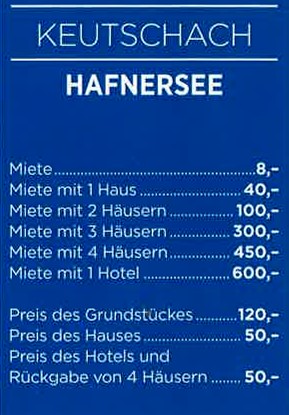 KEUTSCHACH
HAFNERSEE
Miete..........................................8,–
Miete mit 1 Haus...................40,–
Miete mit 2 Häusern.............100,–
Miete mit 3 Häusern.............300,–
Miete mit 4 Häusern.............450,–
Miete mit 1 Hotel..................600,–
Preis des Grundstückes........120,–
Preis des Hauses...................50,–
Preis des Hotels und
Rückgabe von 4 Häusern......50,–